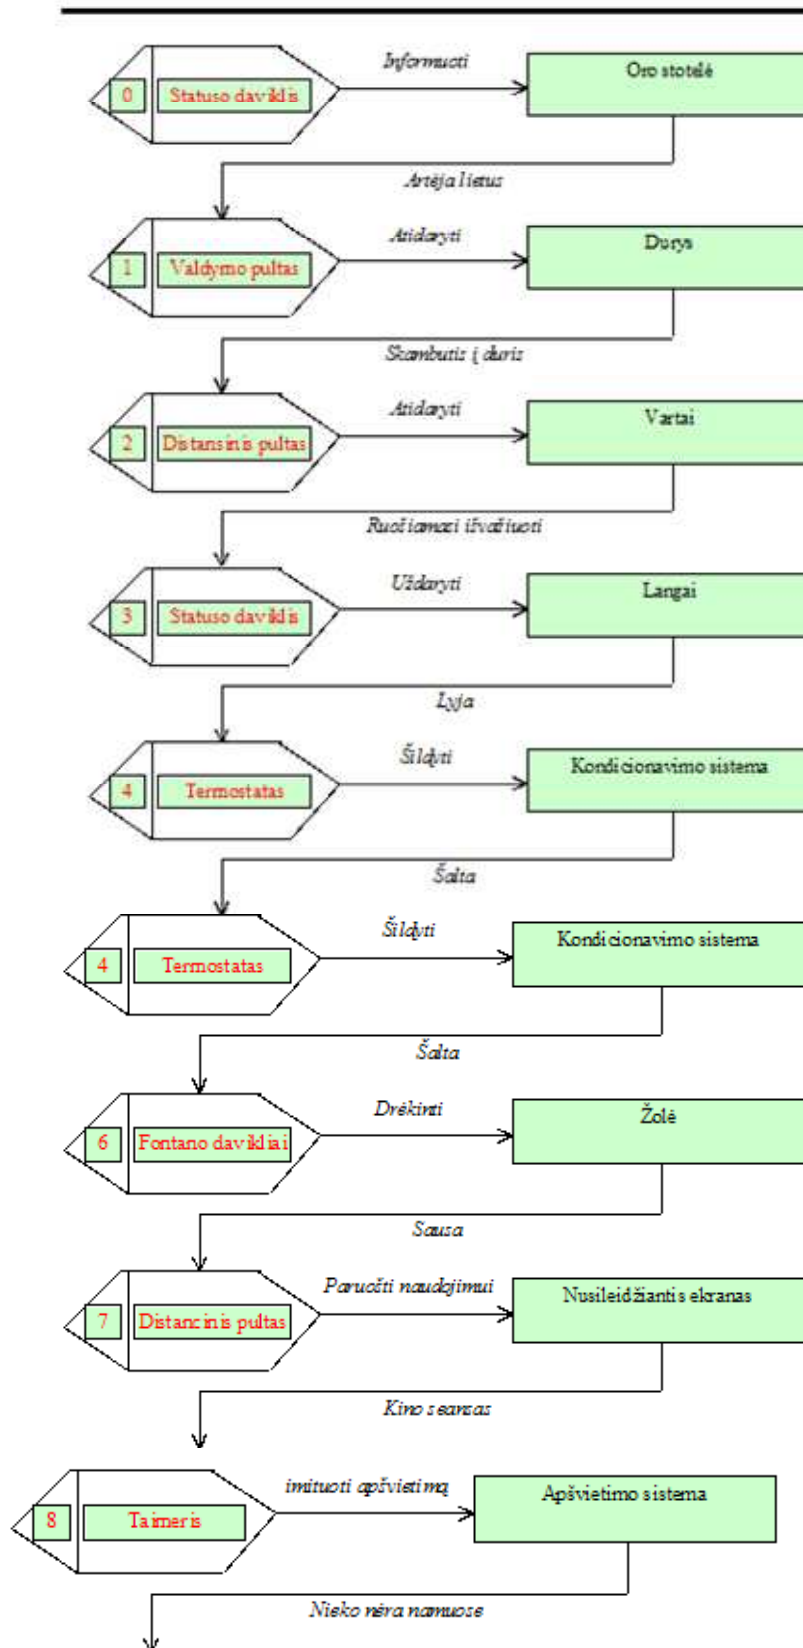 Informuoti
0 Statuso daviklis
Oro stotelė
Artėja lietus
Atidaryti
1 Valdymo pultas
Durys
Skambutis į duris
Atidaryti
2 Distansinis pultas
Vartai
Ruošiamasi išvažiuoti
Uždaryti
3 Statuso daviklis
Langai
Lyja
Šildyti
4 Termostatas
Kondicionavimo sistema
Šalta
Šildyti
4 Termostatas
Kondicionavimo sistema
Šalta
Drėkinti
6 Fontano davikliai
Žolė
Sausa
Paruošti naudojimui
7 Distancinis pultas
Nusileidžiantis ekranas
Kino seansas
imituoti apšvietimą
8 Taimeris
Apšvietimo sistema
Nieko nėra namuose